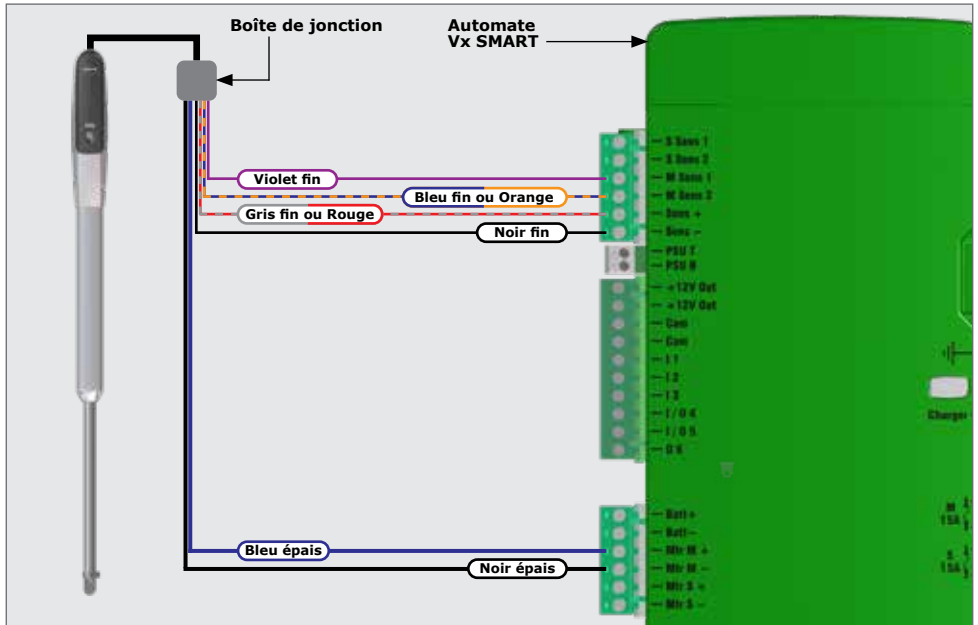 Boîte de jonction
Automate
Vx SMART
Violet fin
Bleu fin ou Orange
Gris fin ou Rouge
Noir fin
Bleu épais
Noir épais
S Sens 1
S Sens 2
M Sens 1
M Sens 2
Sens +
Sens –
PSU T
PSU R
+12V Out
+12V Out
Com
Com
I 1
I 2
I 3
I / O 4
I / O 5
O 6
Charger
Batt+
Batt–
Mtr M +
Mtr M –
Mtr S +
Mtr S –
M
15A
S
15A